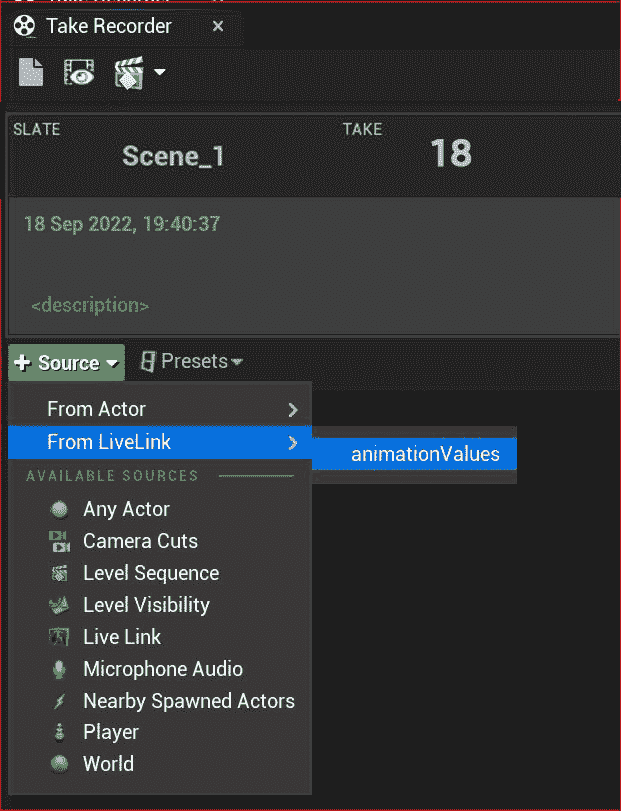 Take Recorder
SLATE
TAKE
Scene_1
18
18 Sep 2022, 19:40:37
<description>
+ Source
Presets
From Actor
From LiveLink
animationValues
AVAILABLE SOURCES
Any Actor
Camera Cuts
Level Sequence
Level Visibility
Live Link
Microphone Audio
Nearby Spawned Actors
Player
World